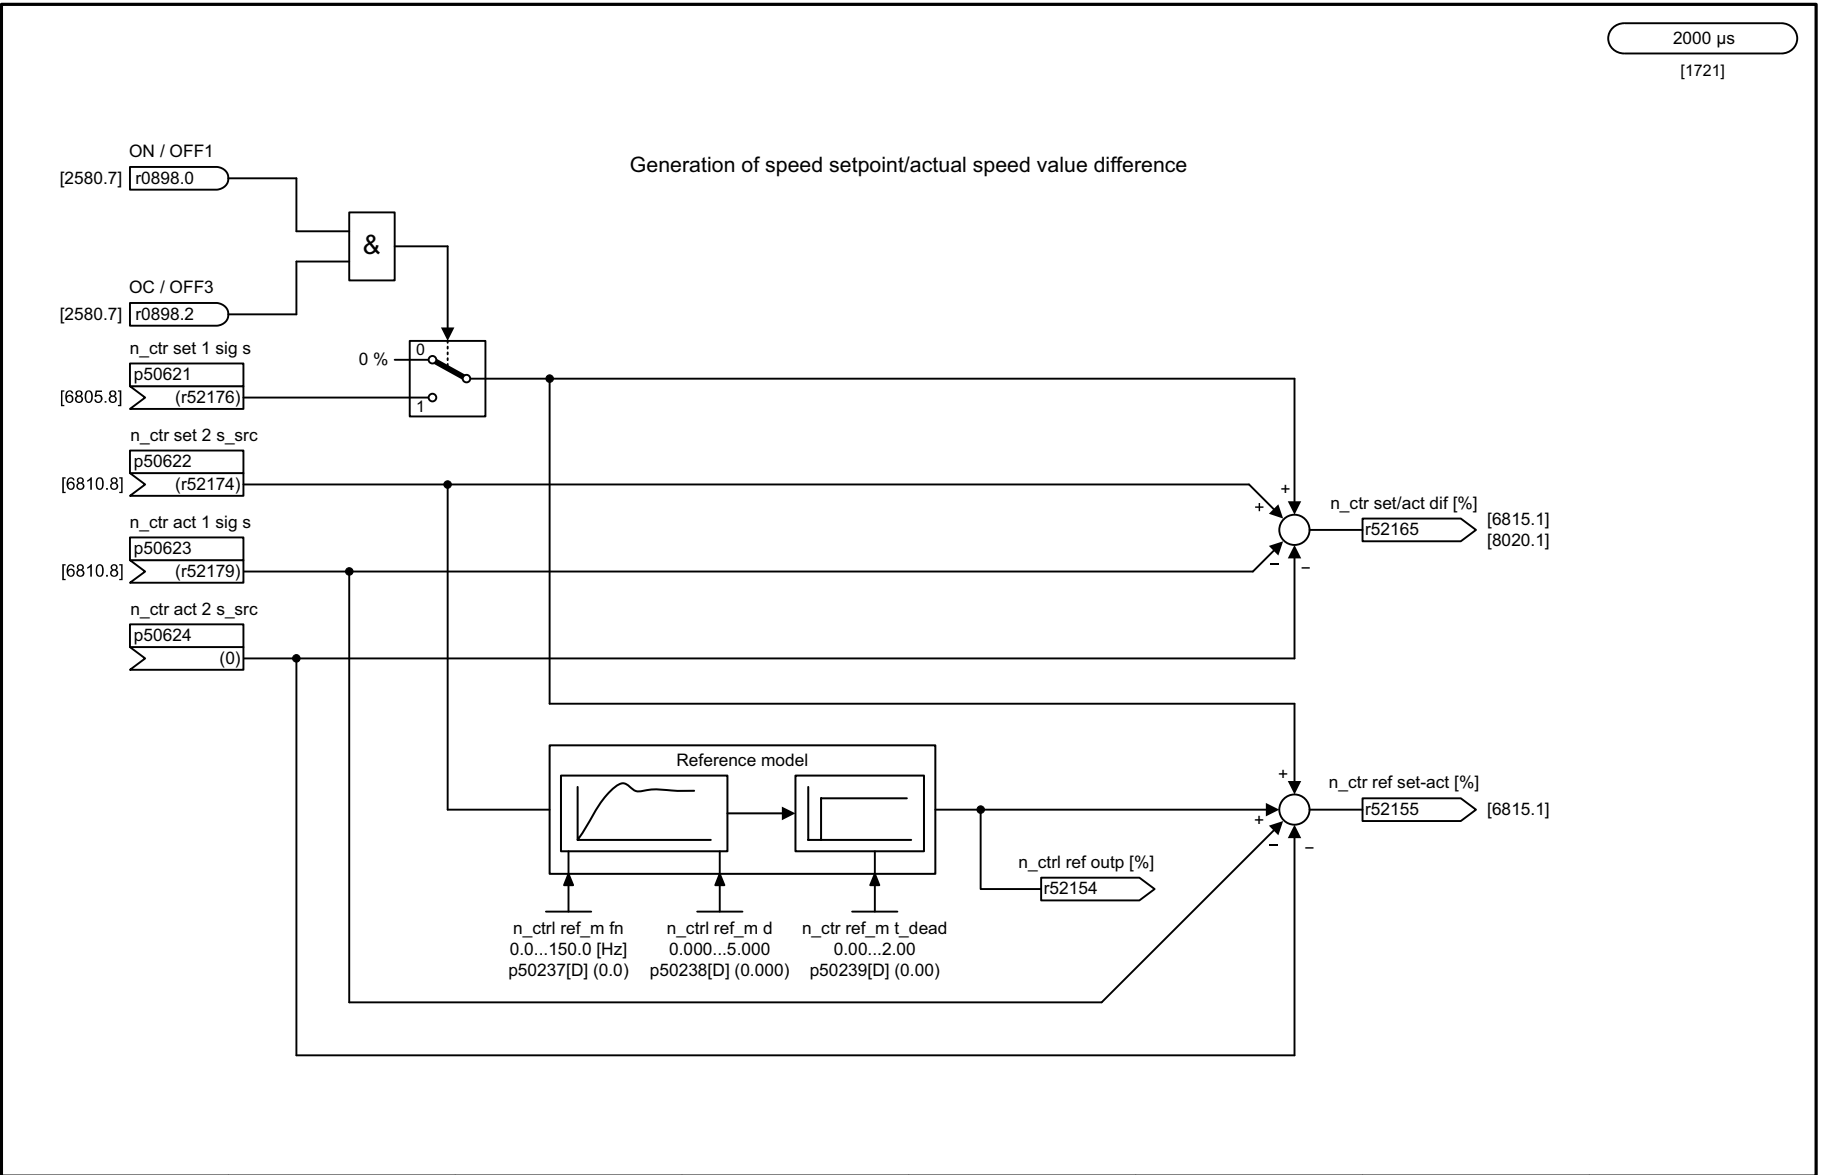 2000 µs
[1721]
Generation of speed setpoint/actual speed value difference
ON / OFF1
[2580.7] r0898.0
&
OC / OFF3
[2580.7] r0898.2
n_ctr set 1 sig s
p50621
[6805.8] (r52176)
0 %
0
1
n_ctr set 2 s_src
p50622
[6810.8] (r52174)
n_ctr act 1 sig s
p50623
[6810.8] (r52179)
n_ctr act 2 s_src
p50624
(0)
+
+
–
–
n_ctr set/act dif [%]
r52165
[6815.1]
[8020.1]
Reference model
+
+
–
–
n_ctr ref set-act [%]
r52155 [6815.1]
n_ctrl ref outp [%]
r52154
n_ctrl ref_m fn
0.0...150.0 [Hz]
p50237[D] (0.0)
n_ctrl ref_m d
0.000...5.000
p50238[D] (0.000)
n_ctr ref_m t_dead
0.00...2.00
p50239[D] (0.00)